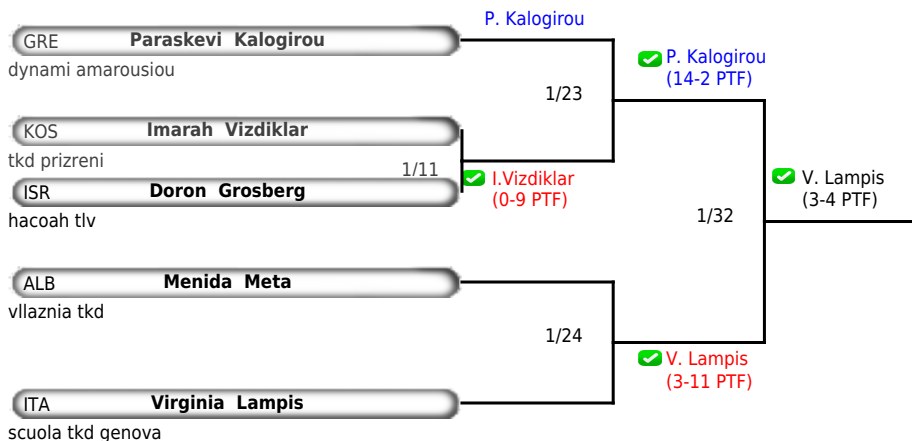 P. Kalogirou
GRE Paraskevi Kalogirou
dynami amarousiou
P. Kalogirou
(14-2 PTF)
1/23
KOS Imarah Vizdiklar
tkd prizreni
1/11
I.Vizdiklar
(0-9 PTF)
V. Lampis
(3-4 PTF)
ISR Doron Grosberg
hacoah tlv
1/32
ALB Menida Meta
vllaznia tkd
1/24
V. Lampis
(3-11 PTF)
ITA Virginia Lampis
scuola tkd genova